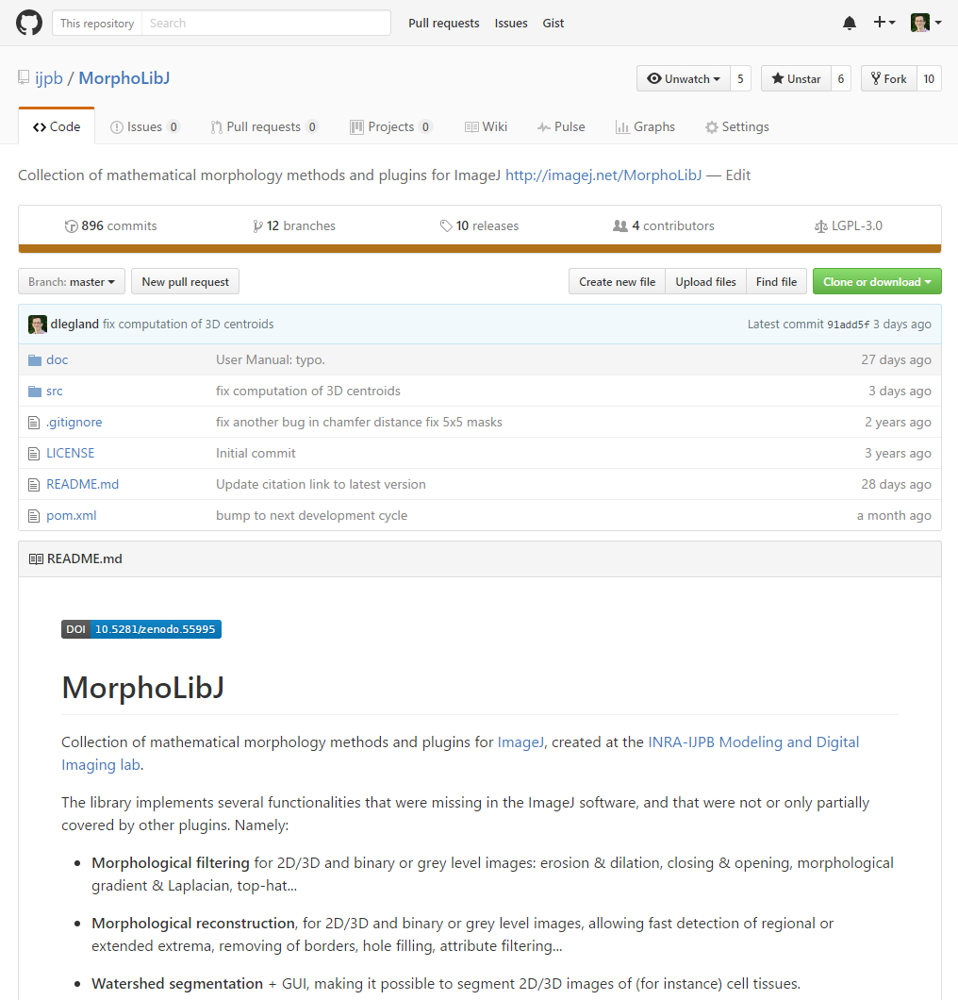 This repository Search Pull requests Issues Gist
ijpb / MorphoLibJ Unwatch 5 Unstar 6 Fork 10
Code Issues 0 Pull requests 0 Projects 0 Wiki Pulse Graphs Settings
Collection of mathematical morphology methods and plugins for ImageJ http://imagej.net/MorphoLibJ — Edit
896 commits 12 branches 10 releases 4 contributors LGPL-3.0
Branch: master New pull request Create new file Upload files Find file Clone or download
dlegland fix computation of 3D centroids Latest commit 91add5f 3 days ago
doc User Manual: typo. 27 days ago
src fix computation of 3D centroids 3 days ago
.gitignore fix another bug in chamfer distance fix 5x5 masks 2 years ago
LICENSE Initial commit 3 years ago
README.md Update citation link to latest version 28 days ago
pom.xml bump to next development cycle a month ago
README.md
DOI 10.5281/zenodo.55995
MorphoLibJ
Collection of mathematical morphology methods and plugins for ImageJ, created at the INRA-IJPB Modeling and Digital
Imaging lab.
The library implements several functionalities that were missing in the ImageJ software, and that were not or only partially
covered by other plugins. Namely:
• Morphological filtering for 2D/3D and binary or grey level images: erosion & dilation, closing & opening, morphological
gradient & Laplacian, top-hat...
• Morphological reconstruction, for 2D/3D and binary or grey level images, allowing fast detection of regional or
extended extrema, removing of borders, hole filling, attribute filtering...
• Watershed segmentation + GUI, making it possible to segment 2D/3D images of (for instance) cell tissues.